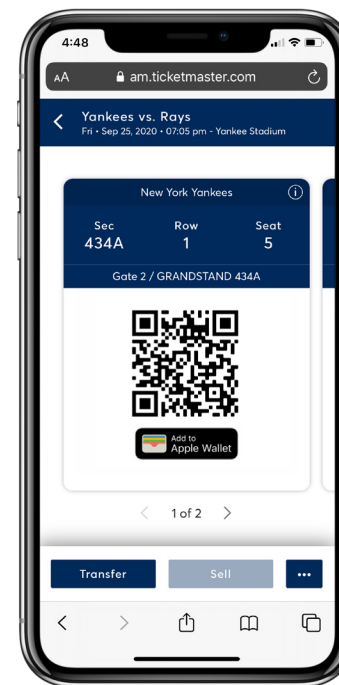 4:48
AA am.ticketmaster.com
Yankees vs. Rays
Fri • Sep 25, 2020 • 07:05 pm - Yankee Stadium
New York Yankees
Sec Row Seat
434A 1 5
Gate 2 / GRANDSTAND 434A
Add to
Apple Wallet
1 of 2
Transfer Sell